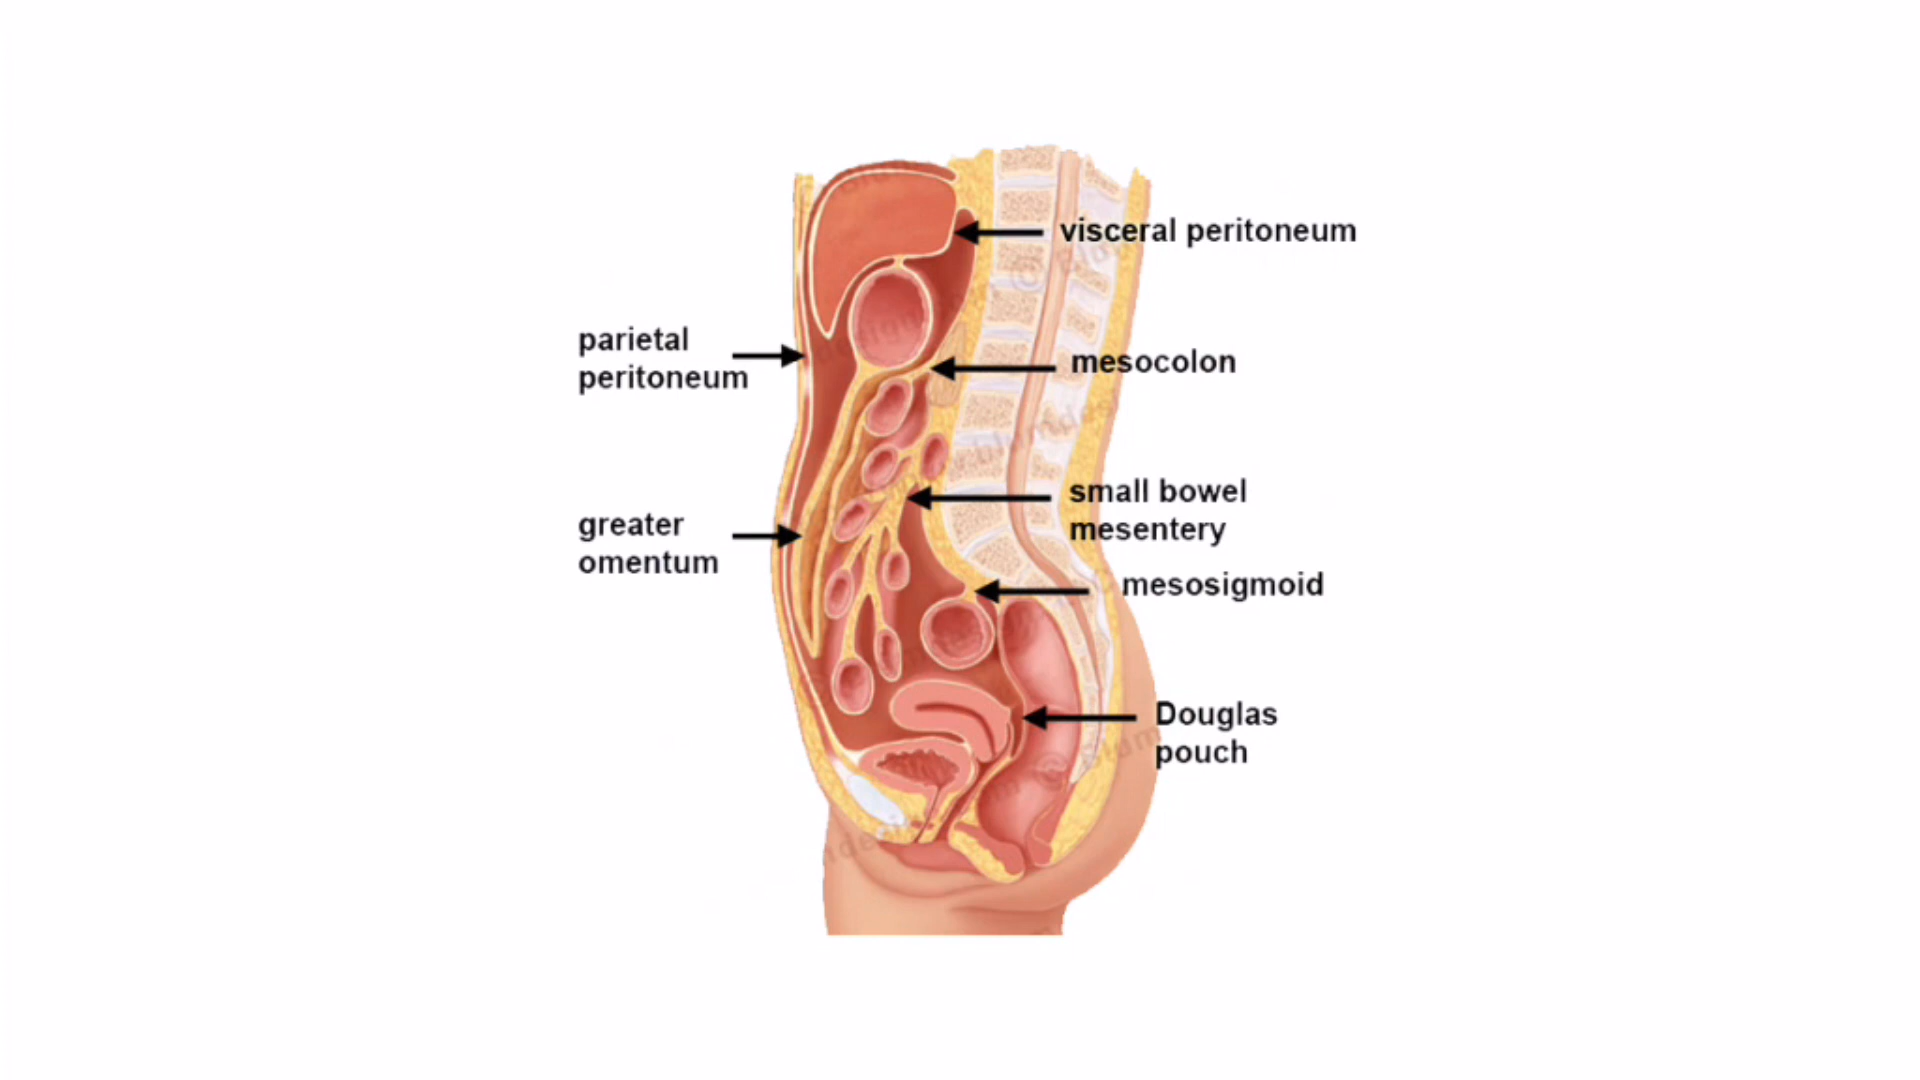 visceral peritoneum
parietal
peritoneum
mesocolon
small bowel
mesentery
greater
omentum
mesosigmoid
Douglas
pouch